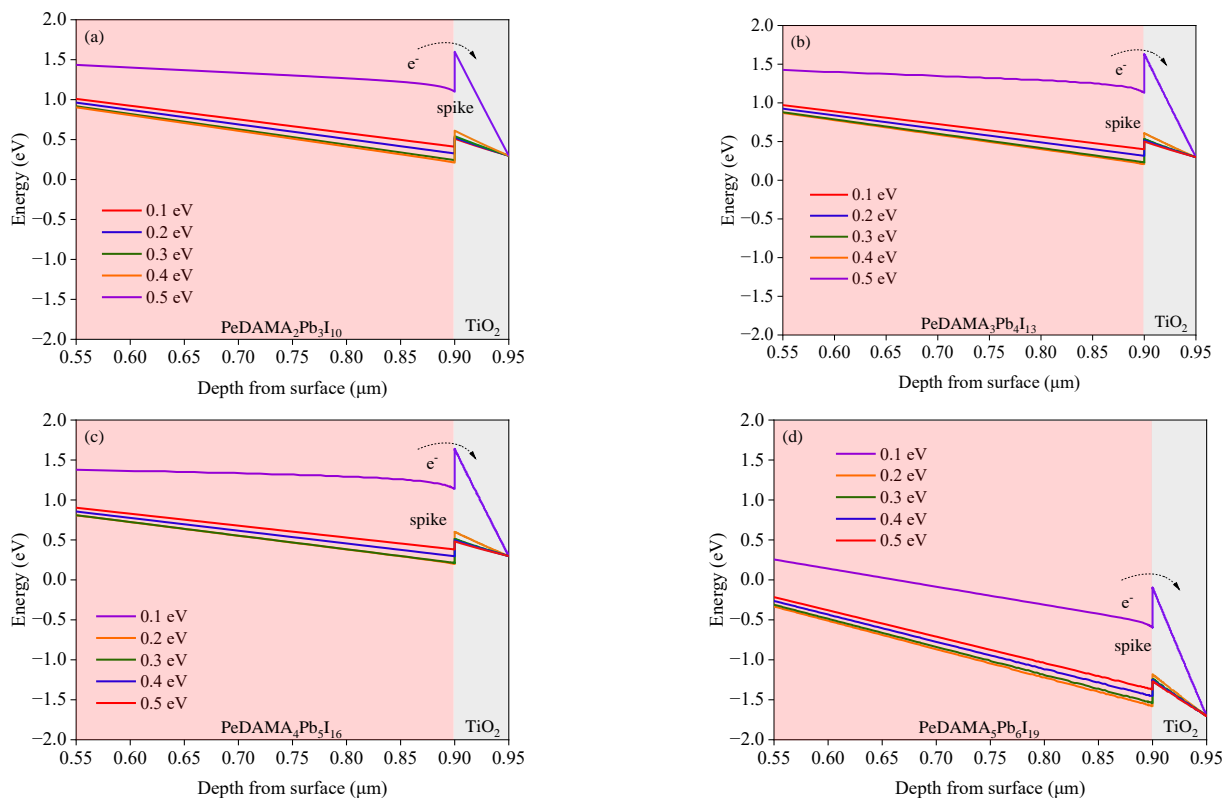 (a)
2.0
1.5
1.0
0.5
0.0
−0.5
−1.0
−1.5
−2.0
Energy (eV)
e-
spike
0.1 eV
0.2 eV
0.3 eV
0.4 eV
0.5 eV
PeDAMA₂Pb₃I₁₀
TiO₂
0.55 0.60 0.65 0.70 0.75 0.80 0.85 0.90 0.95
Depth from surface (μm)
(b)
2.0
1.5
1.0
0.5
0.0
−0.5
−1.0
−1.5
−2.0
Energy (eV)
e-
spike
0.1 eV
0.2 eV
0.3 eV
0.4 eV
0.5 eV
PeDAMA₃Pb₄I₁₃
TiO₂
0.55 0.60 0.65 0.70 0.75 0.80 0.85 0.90 0.95
Depth from surface (μm)
(c)
2.0
1.5
1.0
0.5
0.0
−0.5
−1.0
−1.5
−2.0
Energy (eV)
e-
spike
0.1 eV
0.2 eV
0.3 eV
0.4 eV
0.5 eV
PeDAMA₄Pb₅I₁₆
TiO₂
0.55 0.60 0.65 0.70 0.75 0.80 0.85 0.90 0.95
Depth from surface (μm)
(d)
2.0
1.5
1.0
0.5
0.0
−0.5
−1.0
−1.5
−2.0
Energy (eV)
0.1 eV
0.2 eV
0.3 eV
0.4 eV
0.5 eV
e-
spike
PeDAMA₅Pb₆I₁₉
TiO₂
0.55 0.60 0.65 0.70 0.75 0.80 0.85 0.90 0.95
Depth from surface (μm)